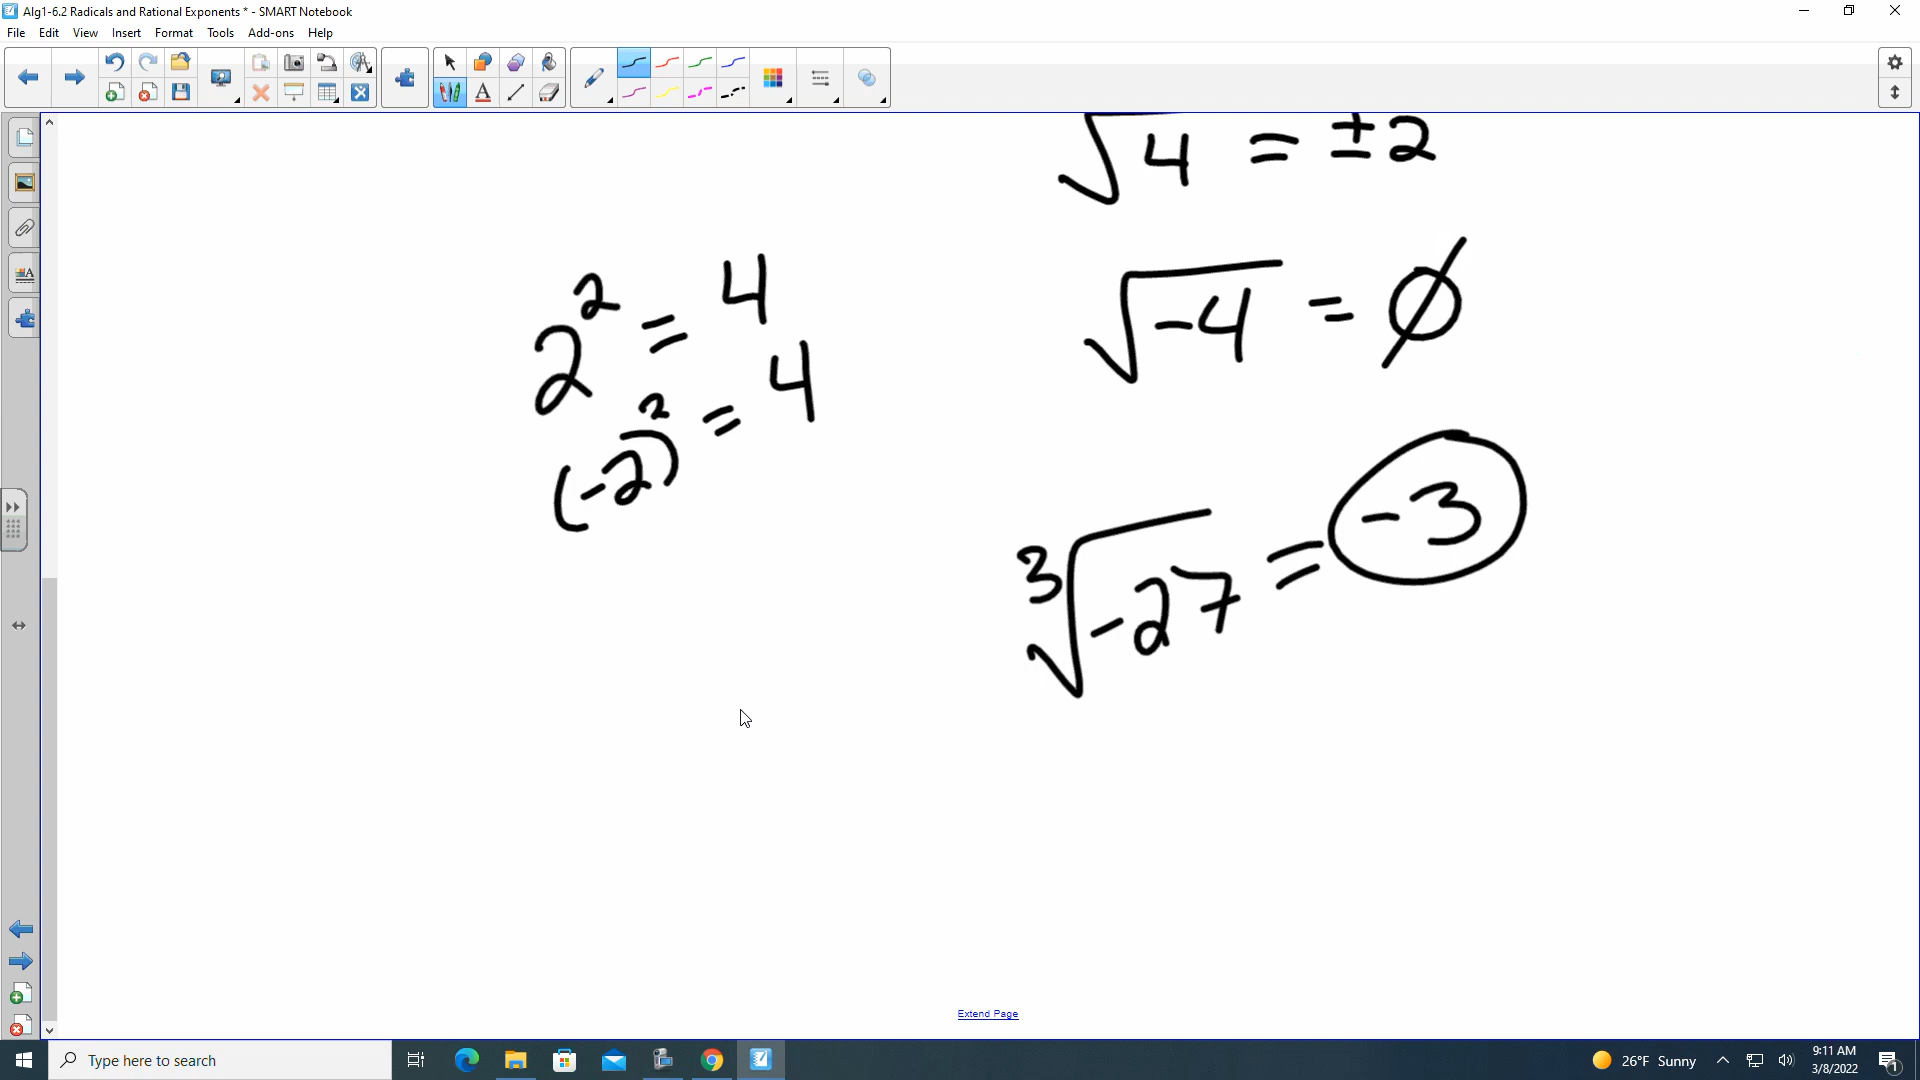 Alg1-6.2 Radicals and Rational Exponents * - SMART Notebook
File Edit View Insert Format Tools Add-ons Help
√4 = ±2
2² = 4
(-2)² = 4
√-4 = Ø
∛-27 = -3
Extend Page
Type here to search
26°F Sunny
9:11 AM
3/8/2022
1